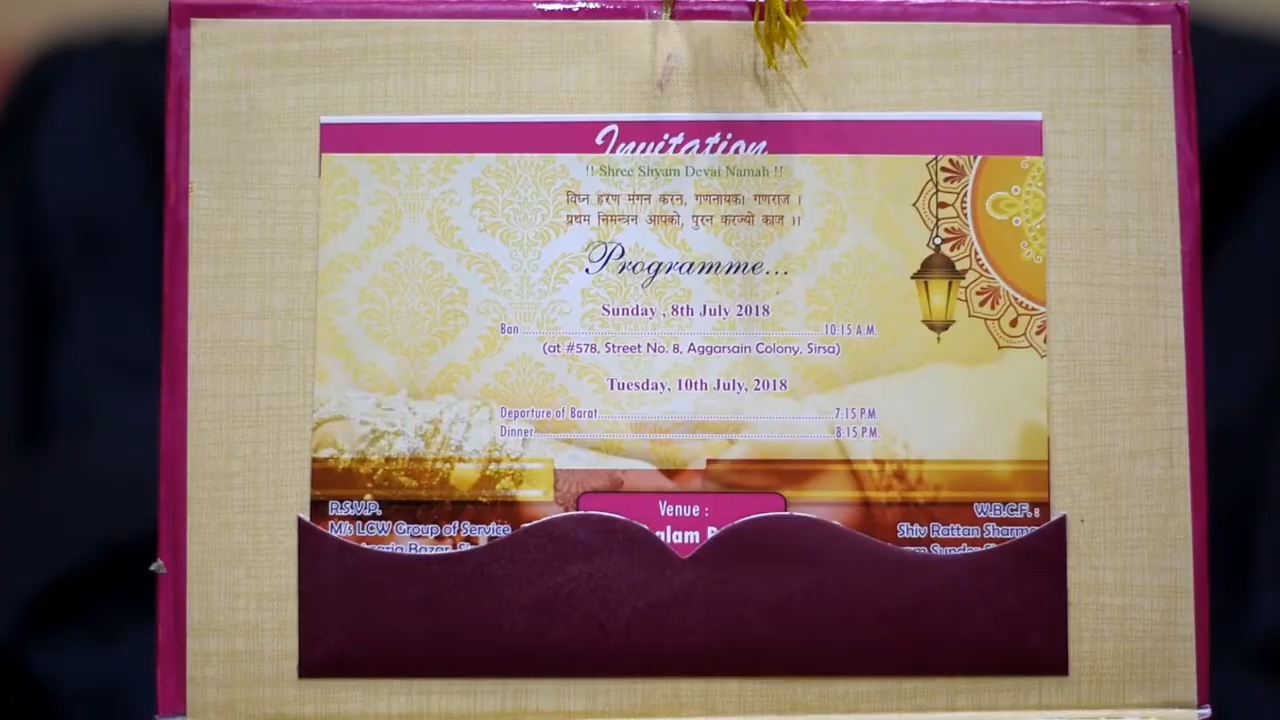 Invitation
!! Shree Shyam Devai Namah !!
विघ्न हरण मंगन करन, गणनायक। गणराज ।
प्रथम निमन्त्रन आपको, पुरन करज्यो काज ।।
Programme...
Sunday , 8th July 2018
Ban ........ 10:15 A.M.
(at #578, Street No. 8, Aggarsain Colony, Sirsa)
Tuesday, 10th July, 2018
Departure of Barat........ 7:15 P.M.
Dinner........ 8:15 P.M.
R.S.V.P.
M/s LCW Group of Service
Venue :
W.B.C.F. :
Shiv Rattan Sharma